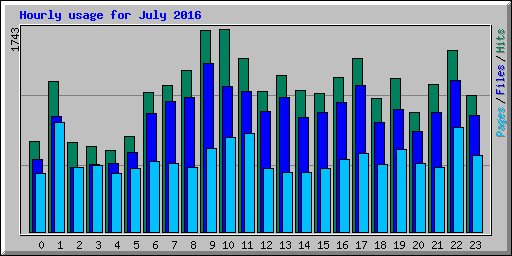 Hourly usage for July 2016
1743
Pages/Files/Hits
0 1 2 3 4 5 6 7 8 9 10 11 12 13 14 15 16 17 18 19 20 21 22 23